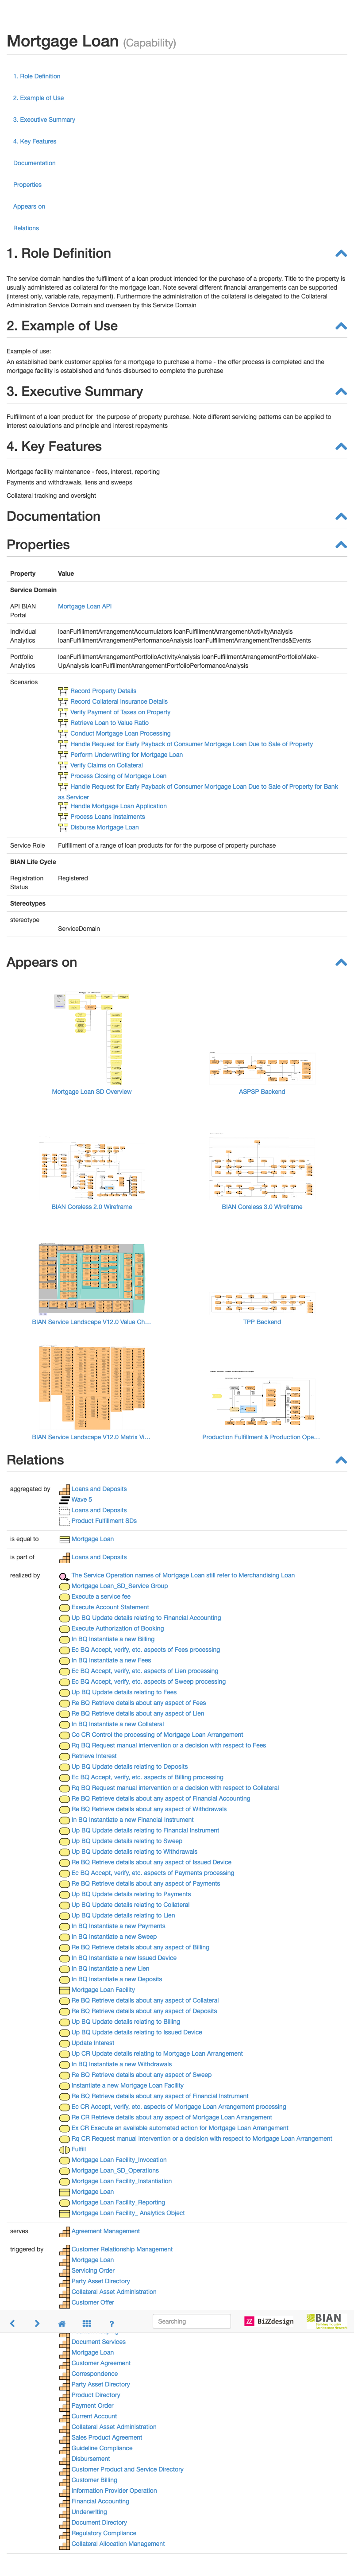 Mortgage Loan (Capability)
1. Role Definition
2. Example of Use
3. Executive Summary
4. Key Features
Documentation
Properties
Appears on
Relations
1. Role Definition
The service domain handles the fulfillment of a loan product intended for the purchase of a property. Title to the property is
usually administered as collateral for the mortgage loan. Note several different financial arrangements can be supported
(interest only, variable rate, repayment). Furthermore the administration of the collateral is delegated to the Collateral
Administration Service Domain and overseen by this Service Domain
2. Example of Use
Example of use:
An established bank customer applies for a mortgage to purchase a home - the offer process is completed and the
mortgage facility is established and funds disbursed to complete the purchase
3. Executive Summary
Fulfillment of a loan product for  the purpose of property purchase. Note different servicing patterns can be applied to
interest calculations and principle and interest repayments
4. Key Features
Mortgage facility maintenance - fees, interest, reporting
Payments and withdrawals, liens and sweeps
Collateral tracking and oversight
Documentation
Properties
Property Value
Service Domain
API BIAN Mortgage Loan API
Portal
Individual loanFulfillmentArrangementAccumulators loanFulfillmentArrangementActivityAnalysis
Analytics loanFulfillmentArrangementPerformanceAnalysis loanFulfillmentArrangementTrends&Events
Portfolio loanFulfillmentArrangementPortfolioActivityAnalysis loanFulfillmentArrangementPortfolioMake-
Analytics UpAnalysis loanFulfillmentArrangementPortfolioPerformanceAnalysis
Scenarios
Record Property Details
Record Collateral Insurance Details
Verify Payment of Taxes on Property
Retrieve Loan to Value Ratio
Conduct Mortgage Loan Processing
Handle Request for Early Payback of Consumer Mortgage Loan Due to Sale of Property
Perform Underwriting for Mortgage Loan
Verify Claims on Collateral
Process Closing of Mortgage Loan
Handle Request for Early Payback of Consumer Mortgage Loan Due to Sale of Property for Bank
as Servicer
Handle Mortgage Loan Application
Process Loans Instalments
Disburse Mortgage Loan
Service Role Fulfillment of a range of loan products for for the purpose of property purchase
BIAN Life Cycle
Registration Registered
Status
Stereotypes
stereotype
ServiceDomain
Appears on
Mortgage Loan SD Overview
ASPSP Backend
BIAN Coreless 2.0 Wireframe
BIAN Coreless 3.0 Wireframe
BIAN Service Landscape V12.0 Value Ch...
TPP Backend
BIAN Service Landscape V12.0 Matrix Vi...
Production Fulfillment & Production Ope...
Relations
aggregated by Loans and Deposits
Wave 5
Loans and Deposits
Product Fulfillment SDs
is equal to Mortgage Loan
is part of Loans and Deposits
realized by The Service Operation names of Mortgage Loan still refer to Merchandising Loan
Mortgage Loan_SD_Service Group
Execute a service fee
Execute Account Statement
Up BQ Update details relating to Financial Accounting
Execute Authorization of Booking
In BQ Instantiate a new Billing
Ec BQ Accept, verify, etc. aspects of Fees processing
In BQ Instantiate a new Fees
Ec BQ Accept, verify, etc. aspects of Lien processing
Ec BQ Accept, verify, etc. aspects of Sweep processing
Up BQ Update details relating to Fees
Re BQ Retrieve details about any aspect of Fees
Re BQ Retrieve details about any aspect of Lien
In BQ Instantiate a new Collateral
Co CR Control the processing of Mortgage Loan Arrangement
Rq BQ Request manual intervention or a decision with respect to Fees
Retrieve Interest
Up BQ Update details relating to Deposits
Ec BQ Accept, verify, etc. aspects of Billing processing
Rq BQ Request manual intervention or a decision with respect to Collateral
Re BQ Retrieve details about any aspect of Financial Accounting
Re BQ Retrieve details about any aspect of Withdrawals
In BQ Instantiate a new Financial Instrument
Up BQ Update details relating to Financial Instrument
Up BQ Update details relating to Sweep
Up BQ Update details relating to Withdrawals
Re BQ Retrieve details about any aspect of Issued Device
Ec BQ Accept, verify, etc. aspects of Payments processing
Re BQ Retrieve details about any aspect of Payments
Up BQ Update details relating to Payments
Up BQ Update details relating to Collateral
Up BQ Update details relating to Lien
In BQ Instantiate a new Payments
In BQ Instantiate a new Sweep
Re BQ Retrieve details about any aspect of Billing
In BQ Instantiate a new Issued Device
In BQ Instantiate a new Lien
In BQ Instantiate a new Deposits
Mortgage Loan Facility
Re BQ Retrieve details about any aspect of Collateral
Re BQ Retrieve details about any aspect of Deposits
Up BQ Update details relating to Billing
Up BQ Update details relating to Issued Device
Update Interest
Up CR Update details relating to Mortgage Loan Arrangement
In BQ Instantiate a new Withdrawals
Re BQ Retrieve details about any aspect of Sweep
Instantiate a new Mortgage Loan Facility
Re BQ Retrieve details about any aspect of Financial Instrument
Ec CR Accept, verify, etc. aspects of Mortgage Loan Arrangement processing
Re CR Retrieve details about any aspect of Mortgage Loan Arrangement
Ex CR Execute an available automated action for Mortgage Loan Arrangement
Rq CR Request manual intervention or a decision with respect to Mortgage Loan Arrangement
Fulfill
Mortgage Loan Facility_Invocation
Mortgage Loan_SD_Operations
Mortgage Loan Facility_Instantiation
Mortgage Loan
Mortgage Loan Facility_Reporting
Mortgage Loan Facility_ Analytics Object
serves Agreement Management
triggered by Customer Relationship Management
Mortgage Loan
Servicing Order
Party Asset Directory
Collateral Asset Administration
Customer Offer
Searching
BiZZdesign
BIAN
Document Services
Mortgage Loan
Customer Agreement
Correspondence
Party Asset Directory
Product Directory
Payment Order
Current Account
Collateral Asset Administration
Sales Product Agreement
Guideline Compliance
Disbursement
Customer Product and Service Directory
Customer Billing
Information Provider Operation
Financial Accounting
Underwriting
Document Directory
Regulatory Compliance
Collateral Allocation Management